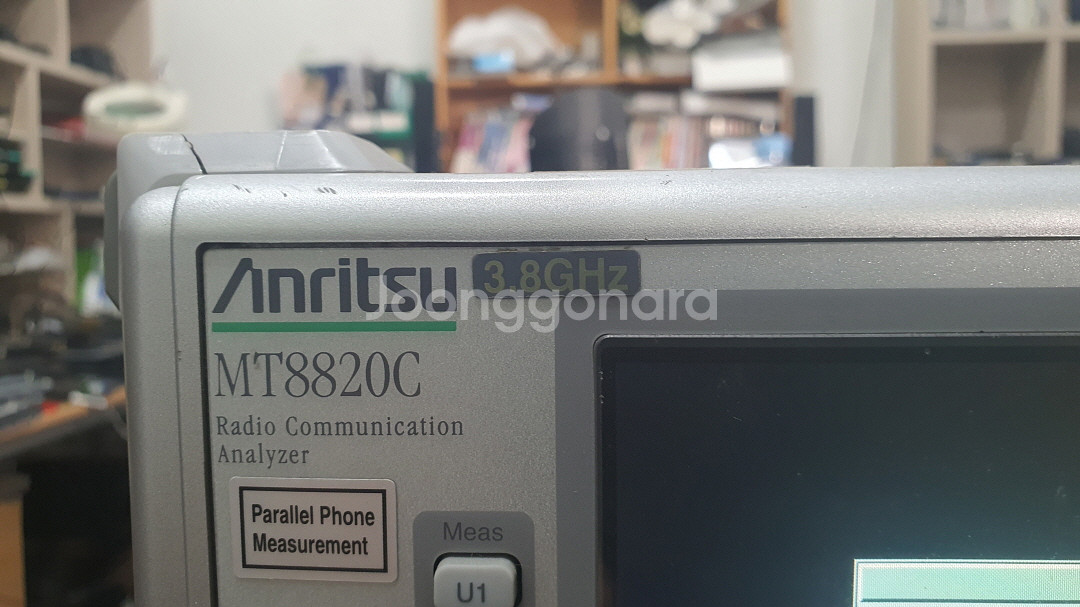 Anritsu 3.8GHz
Joonggonara
MT8820C
Radio Communication
Analyzer
Parallel Phone
Measurement
Meas
U1